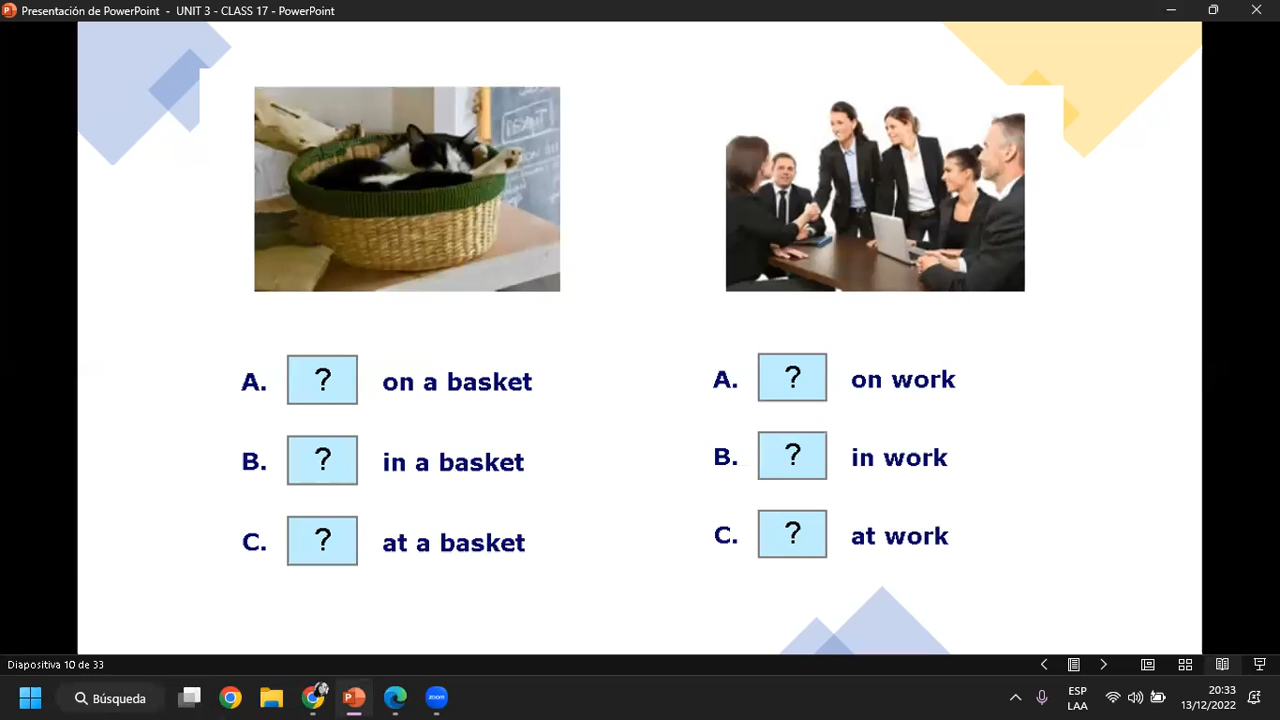 Presentación de PowerPoint - UNIT 3 - CLASS 17 - PowerPoint
A. ? on a basket
B. ? in a basket
C. ? at a basket
A. ? on work
B. ? in work
C. ? at work
Diapositiva 10 de 33
Búsqueda
zoom
ESP
LAA
20:33
13/12/2022